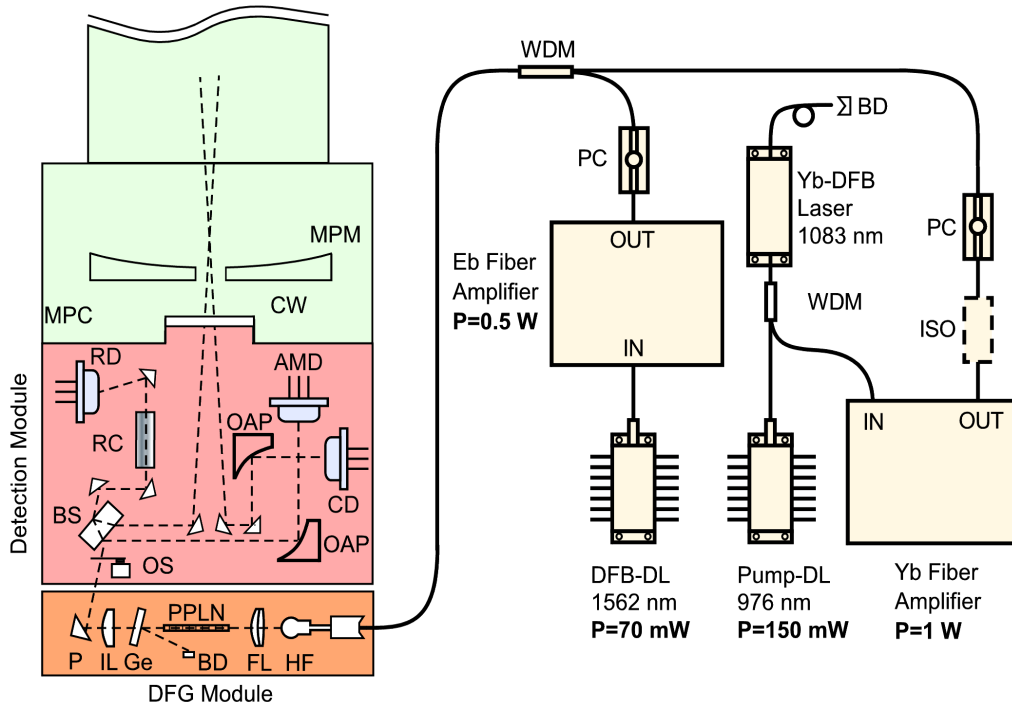 WDM
BD
PC
Yb-DFB
Laser
1083 nm
PC
MPM
OUT
Eb Fiber
Amplifier
P=0.5 W
MPC
CW
WDM
ISO
RD
AMD
IN
OAP
RC
IN
OUT
CD
BS
OAP
OS
Detection Module
DFB-DL
1562 nm
P=70 mW
Pump-DL
976 nm
P=150 mW
Yb Fiber
Amplifier
P=1 W
PPLN
P
IL
Ge
BD
FL
HF
DFG Module